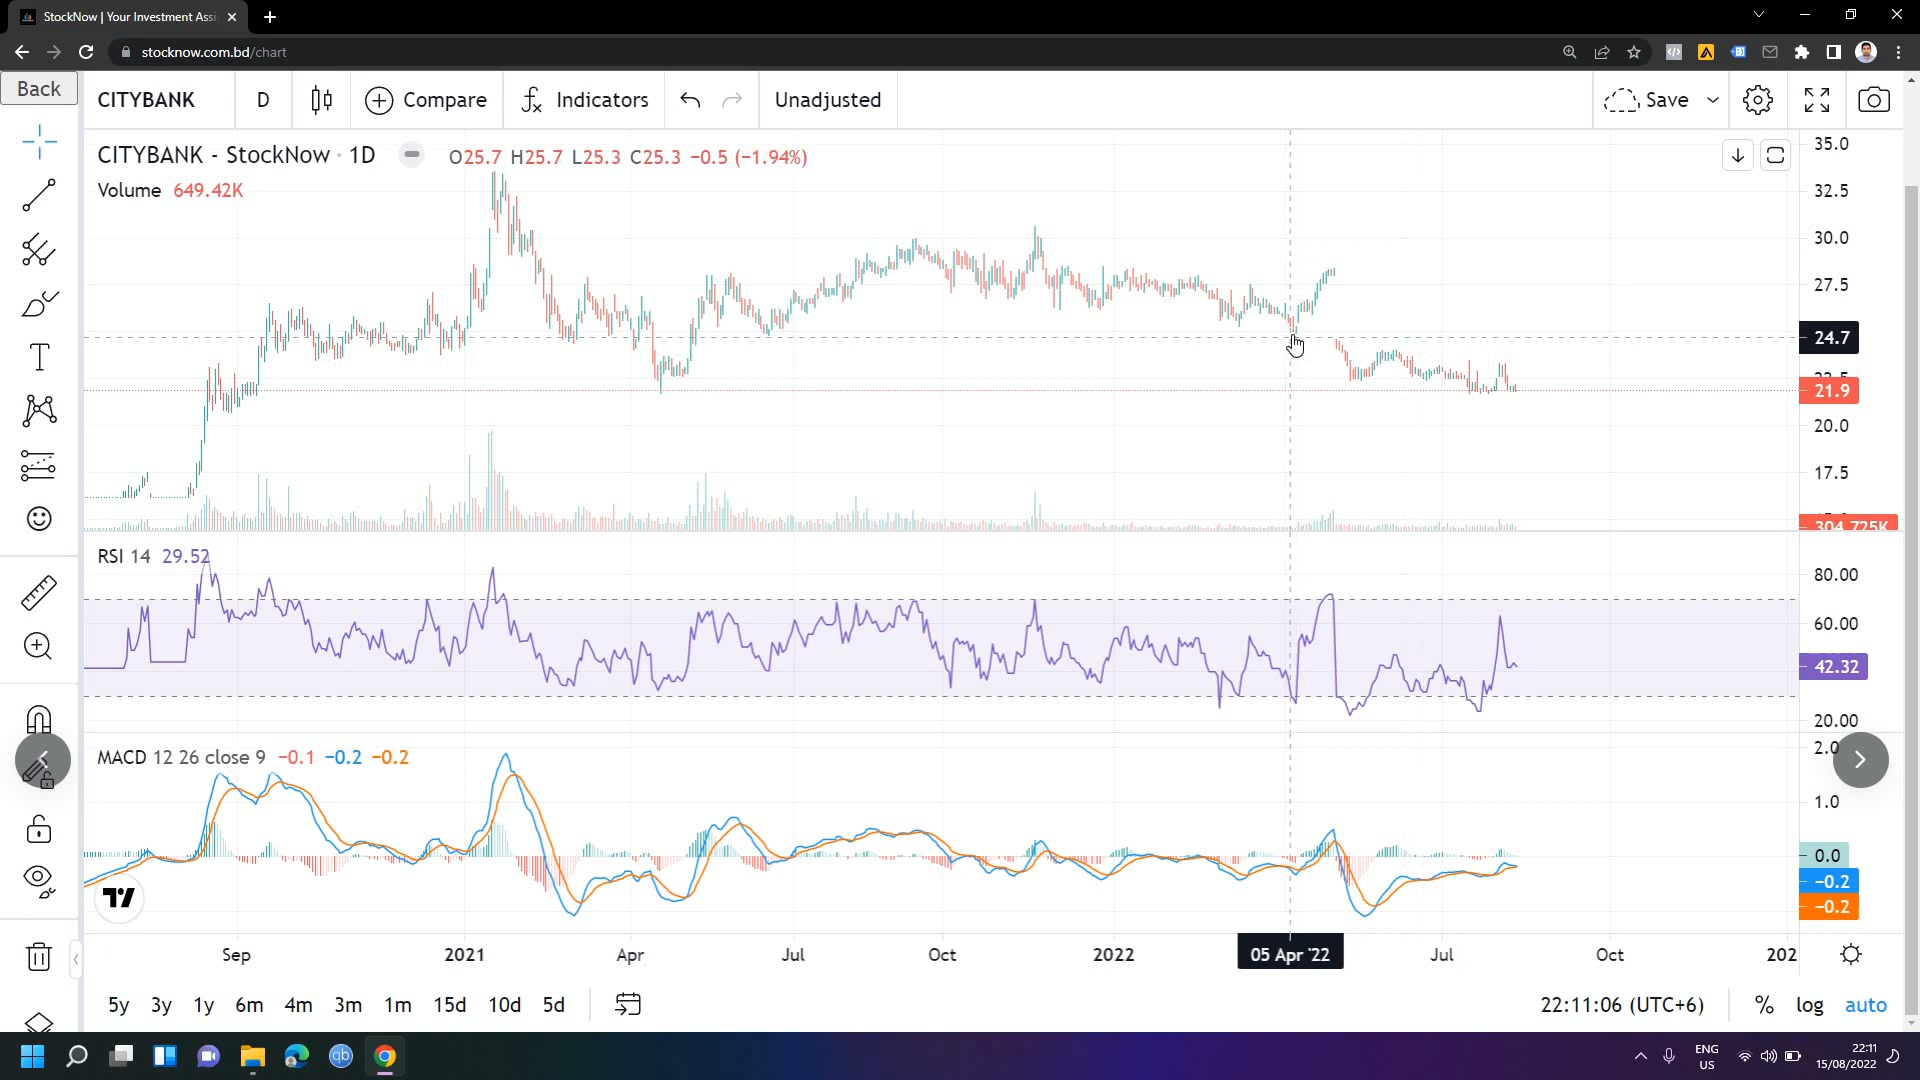 StockNow | Your Investment Assi
stocknow.com.bd/chart
Back
CITYBANK
D
Compare
Indicators
Unadjusted
Save
CITYBANK - StockNow · 1D
O25.7 H25.7 L25.3 C25.3 −0.5 (−1.94%)
Volume 649.42K
35.0
32.5
30.0
27.5
24.7
22.5
21.9
20.0
17.5
304.725K
RSI 14 29.52
80.00
60.00
42.32
20.00
MACD 12 26 close 9 −0.1 −0.2 −0.2
2.0
1.0
0.0
−0.2
−0.2
Sep
2021
Apr
Jul
Oct
2022
05 Apr '22
Jul
Oct
202
5y 3y 1y 6m 4m 3m 1m 15d 10d 5d
22:11:06 (UTC+6)
% log auto
qb
ENG
US
22:11
15/08/2022